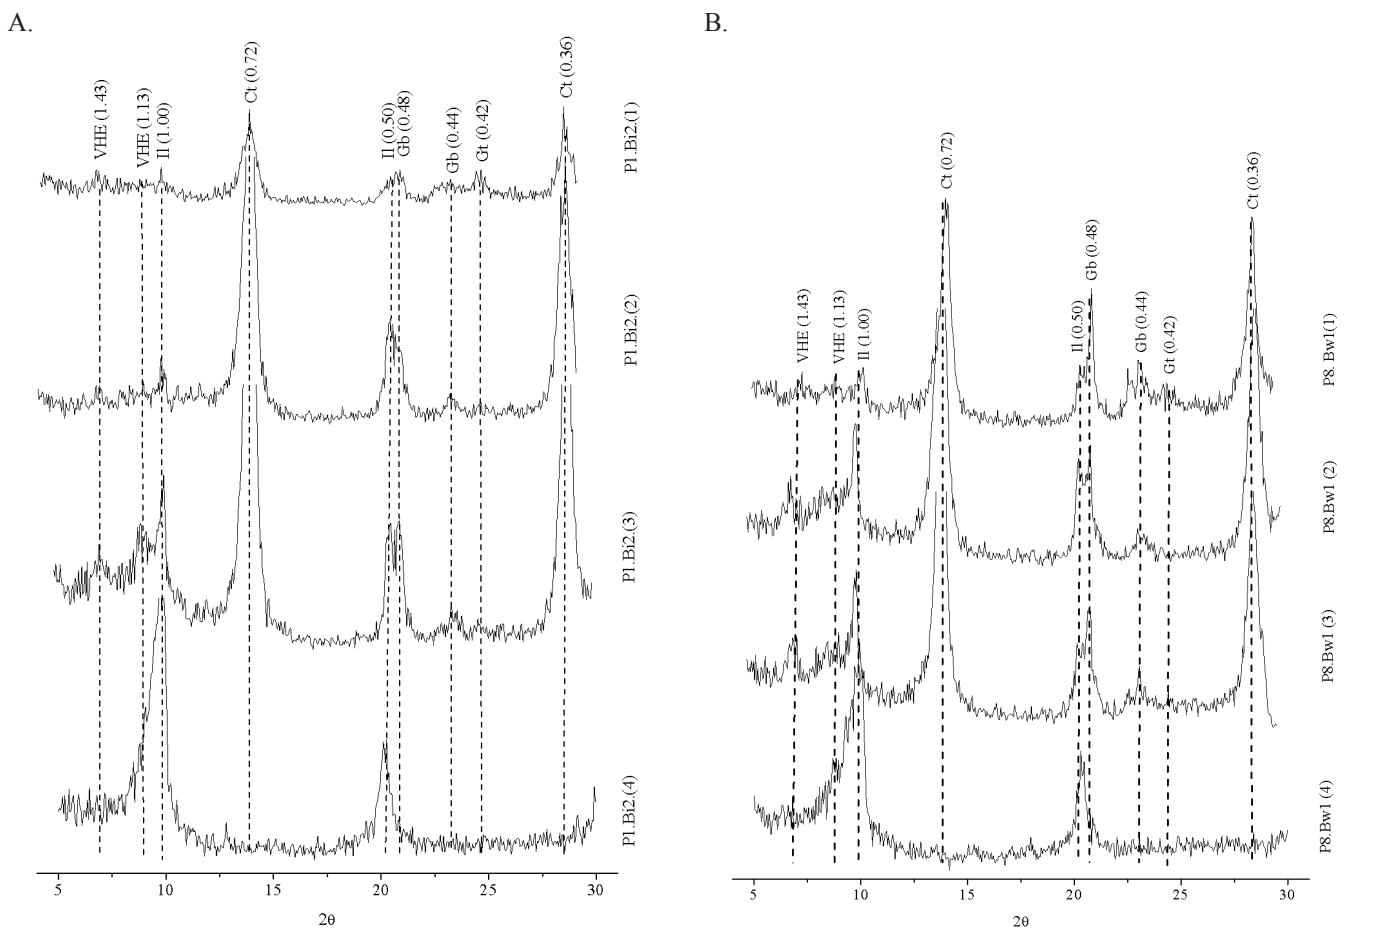 A.
VHE (1.43)
VHE (1.13)
Il (1.00)
Ct (0.72)
Il (0.50)
Gb (0.48)
Gb (0.44)
Gt (0.42)
Ct (0.36)
P1.Bi2.(1)
P1.Bi2.(2)
P1.Bi2.(3)
P1.Bi2.(4)
5 10 15 20 25 30
2θ
B.
VHE (1.43)
VHE (1.13)
Il (1.00)
Ct (0.72)
Il (0.50)
Gb (0.48)
Gb (0.44)
Gt (0.42)
Ct (0.36)
P8.Bw1(1)
P8.Bw1 (2)
P8.Bw1 (3)
P8.Bw1 (4)
5 10 15 20 25 30
2θ